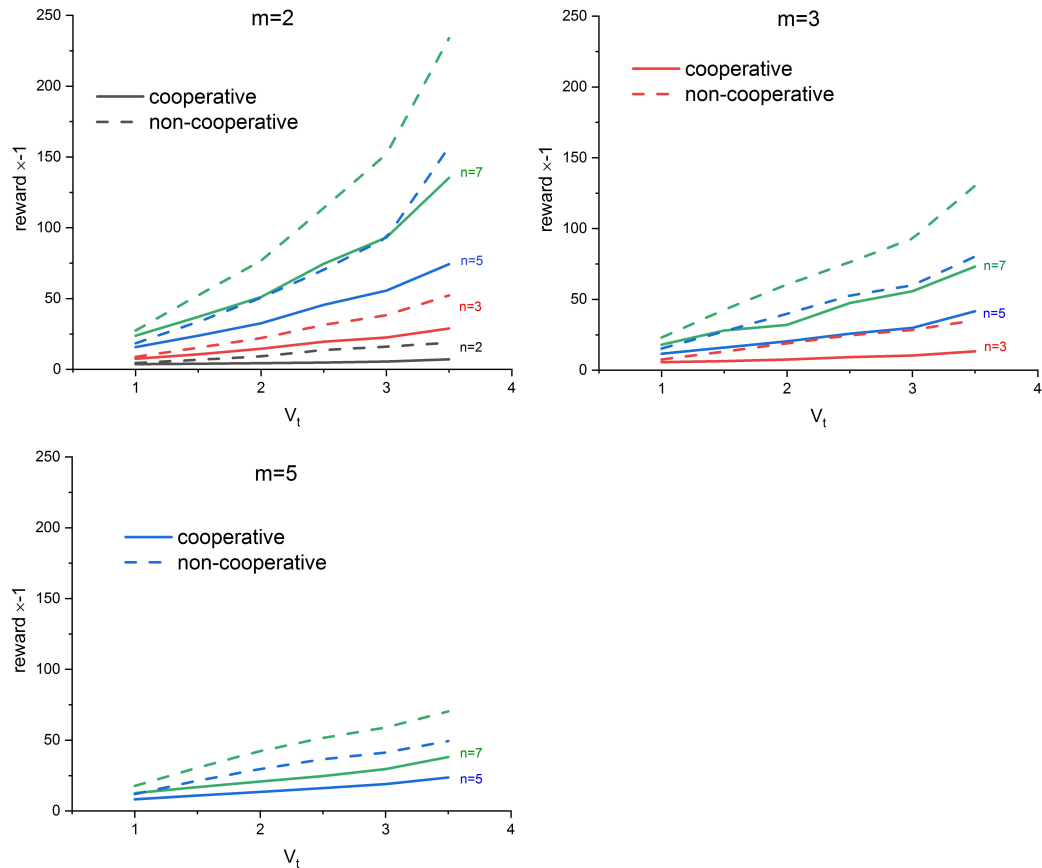 m=2
250
200
150
100
50
0
reward ×-1
cooperative
non-cooperative
n=7
n=5
n=3
n=2
1
2
3
4
V_t
m=3
250
200
150
100
50
0
reward ×-1
cooperative
non-cooperative
n=7
n=5
n=3
1
2
3
4
V_t
m=5
250
200
150
100
50
0
reward ×-1
cooperative
non-cooperative
n=7
n=5
1
2
3
4
V_t